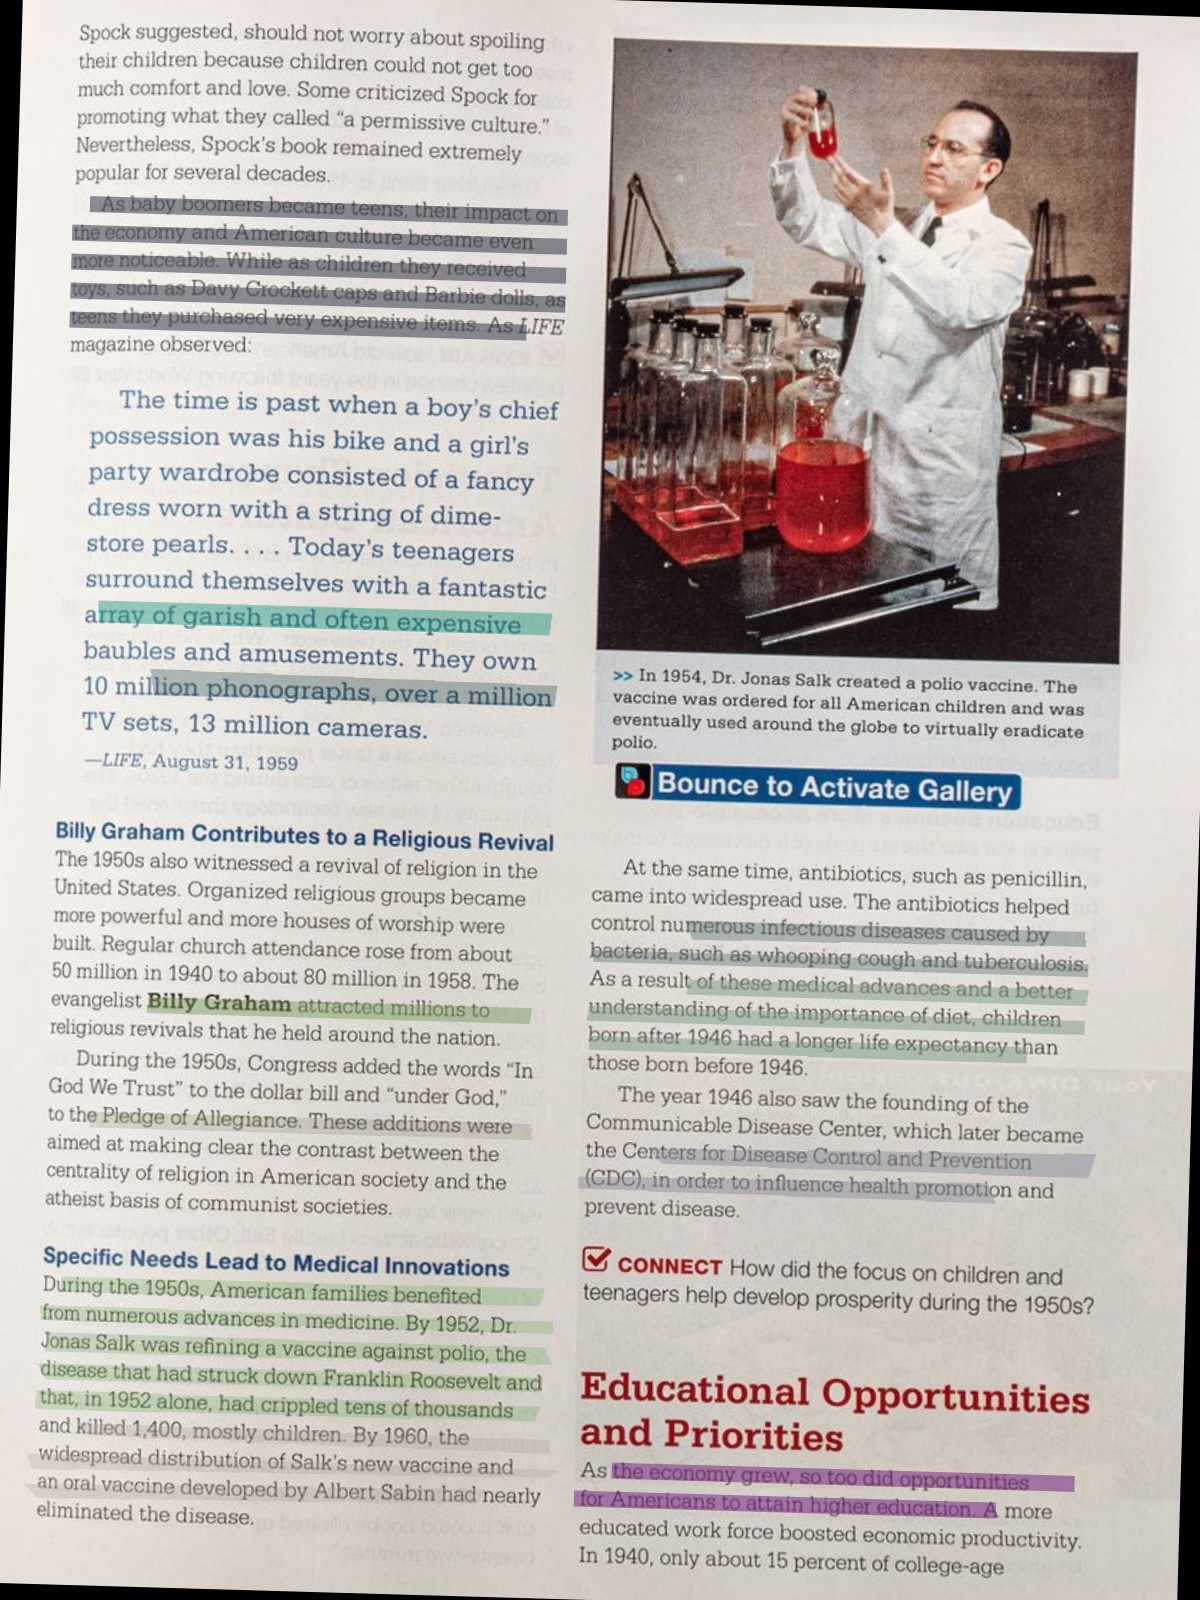 Spock suggested, should not worry about spoiling
their children because children could not get too
much comfort and love. Some criticized Spock for
promoting what they called “a permissive culture.”
Nevertheless, Spock’s book remained extremely
popular for several decades.
As baby boomers became teens, their impact on
the economy and American culture became even
more noticeable. While as children they received
toys, such as Davy Crockett caps and Barbie dolls, as
teens they purchased very expensive items. As LIFE
magazine observed:
The time is past when a boy’s chief
possession was his bike and a girl’s
party wardrobe consisted of a fancy
dress worn with a string of dime-
store pearls. . . . Today’s teenagers
surround themselves with a fantastic
array of garish and often expensive
baubles and amusements. They own
10 million phonographs, over a million
TV sets, 13 million cameras.
—LIFE, August 31, 1959
Billy Graham Contributes to a Religious Revival
The 1950s also witnessed a revival of religion in the
United States. Organized religious groups became
more powerful and more houses of worship were
built. Regular church attendance rose from about
50 million in 1940 to about 80 million in 1958. The
evangelist Billy Graham attracted millions to
religious revivals that he held around the nation.
During the 1950s, Congress added the words “In
God We Trust” to the dollar bill and “under God,”
to the Pledge of Allegiance. These additions were
aimed at making clear the contrast between the
centrality of religion in American society and the
atheist basis of communist societies.
Specific Needs Lead to Medical Innovations
During the 1950s, American families benefited
from numerous advances in medicine. By 1952, Dr.
Jonas Salk was refining a vaccine against polio, the
disease that had struck down Franklin Roosevelt and
that, in 1952 alone, had crippled tens of thousands
and killed 1,400, mostly children. By 1960, the
widespread distribution of Salk’s new vaccine and
an oral vaccine developed by Albert Sabin had nearly
eliminated the disease.
>> In 1954, Dr. Jonas Salk created a polio vaccine. The
vaccine was ordered for all American children and was
eventually used around the globe to virtually eradicate
polio.
Bounce to Activate Gallery
At the same time, antibiotics, such as penicillin,
came into widespread use. The antibiotics helped
control numerous infectious diseases caused by
bacteria, such as whooping cough and tuberculosis.
As a result of these medical advances and a better
understanding of the importance of diet, children
born after 1946 had a longer life expectancy than
those born before 1946.
The year 1946 also saw the founding of the
Communicable Disease Center, which later became
the Centers for Disease Control and Prevention
(CDC), in order to influence health promotion and
prevent disease.
CONNECT How did the focus on children and
teenagers help develop prosperity during the 1950s?
Educational Opportunities
and Priorities
As the economy grew, so too did opportunities
for Americans to attain higher education. A more
educated work force boosted economic productivity.
In 1940, only about 15 percent of college-age